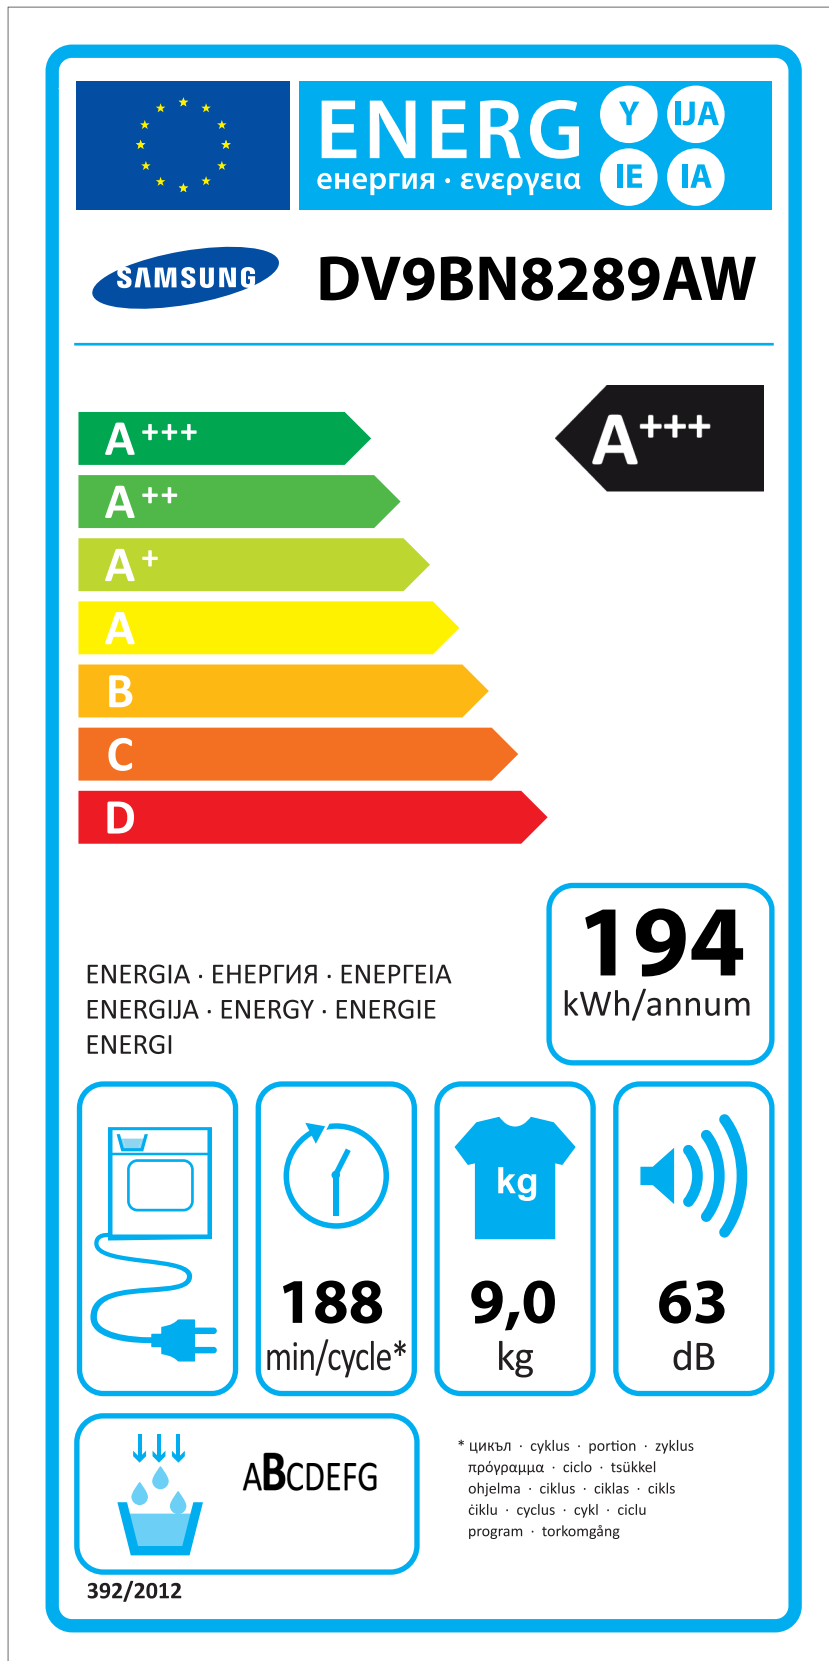 ENERG Y IJA
енергия · ενεργεια IE IA
SAMSUNG DV9BN8289AW
A+++
A+++
A++
A+
A
B
C
D
194
kWh/annum
ENERGIA · ЕНЕРГИЯ · ΕΝΕΡΓΕΙΑ
ENERGIJA · ENERGY · ENERGIE
ENERGI
kg
188
min/cycle*
9,0
kg
63
dB
ABCDEFG
* цикъл · cyklus · portion · zyklus
πρόγραμμα · ciclo · tsükkel
ohjelma · ciklus · ciklas · cikls
ċiklu · cyclus · cykl · ciclu
program · torkomgång
392/2012